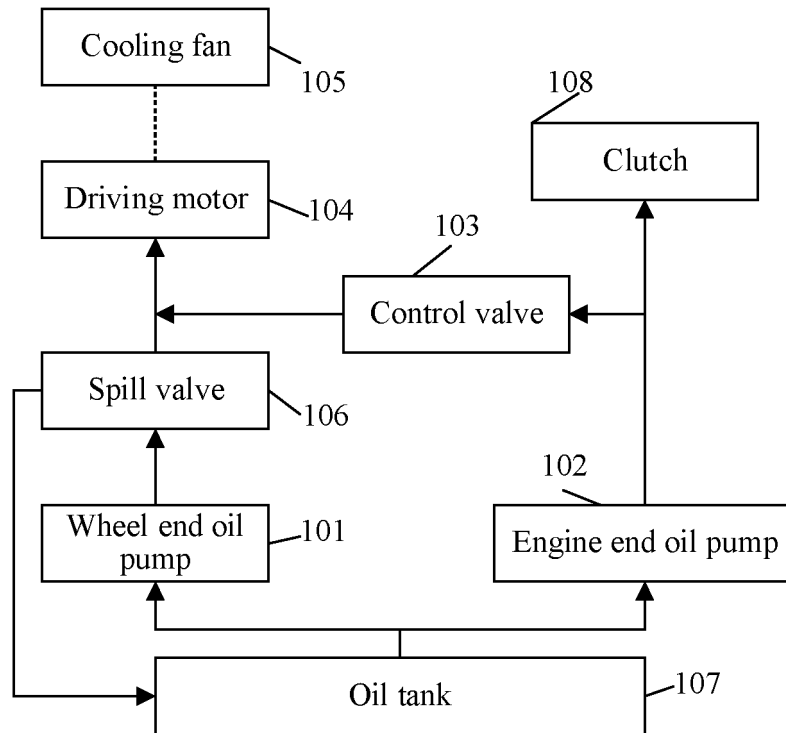 Cooling fan
105
108
Clutch
Driving motor
104
103
Control valve
Spill valve
106
102
Wheel end oil
pump
101
Engine end oil pump
Oil tank
107